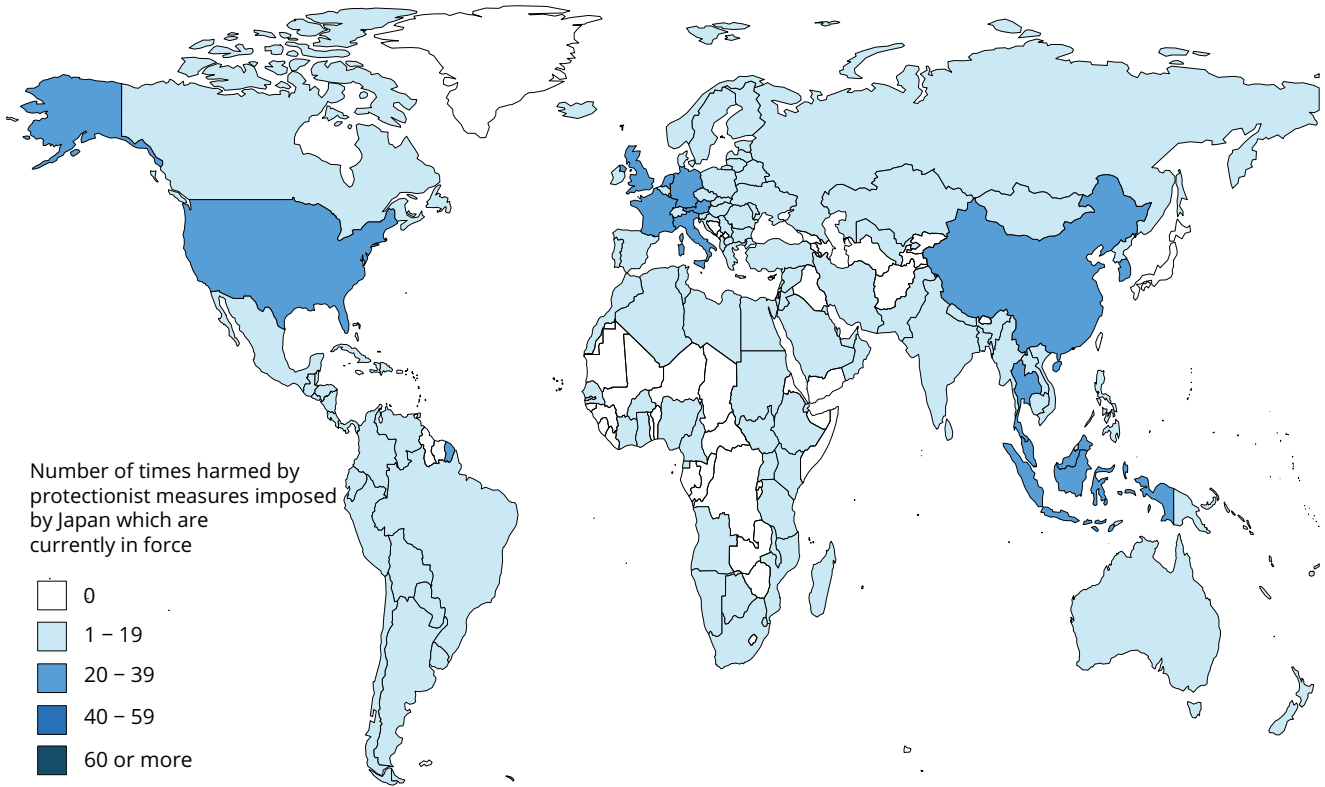 Number of times harmed by
protectionist measures imposed
by Japan which are
currently in force
0
1 – 19
20 – 39
40 – 59
60 or more